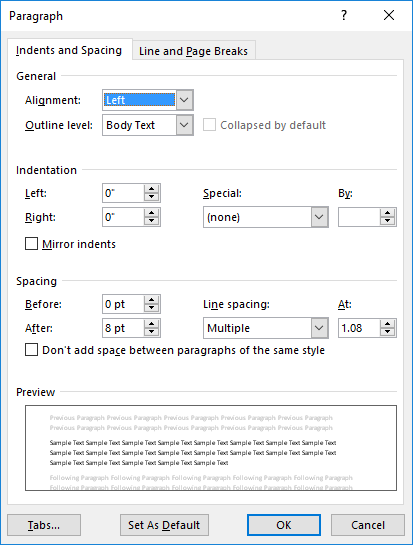 Paragraph ?
Indents and Spacing Line and Page Breaks
General
Alignment: Left
Outline level: Body Text Collapsed by default
Indentation
Left: 0" Special: By:
Right: 0" (none)
Mirror indents
Spacing
Before: 0 pt Line spacing: At:
After: 8 pt Multiple 1.08
Don't add space between paragraphs of the same style
Preview
Previous Paragraph Previous Paragraph Previous Paragraph Previous Paragraph Previous Paragraph
Previous Paragraph Previous Paragraph Previous Paragraph Previous Paragraph Previous Paragraph
Sample Text Sample Text Sample Text Sample Text Sample Text Sample Text Sample Text Sample Text
Sample Text Sample Text Sample Text Sample Text Sample Text Sample Text Sample Text Sample Text
Sample Text Sample Text Sample Text Sample Text Sample Text
Following Paragraph Following Paragraph Following Paragraph Following Paragraph Following Paragraph
Following Paragraph Following Paragraph Following Paragraph Following Paragraph Following Paragraph
Tabs... Set As Default OK Cancel